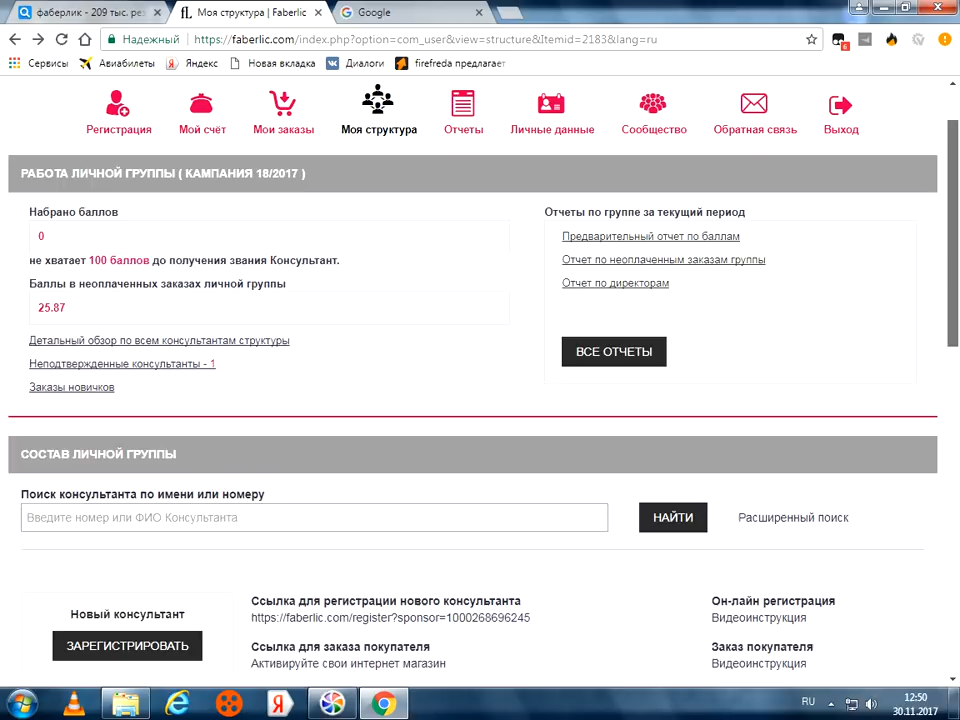 фаберлик - 209 тыс. рез
Моя структура | Faberlic
Google
Надежный
https://faberlic.com/index.php?option=com_user&view=structure&Itemid=2183&lang=ru
6
Сервисы
Авиабилеты
Яндекс
Новая вкладка
Диалоги
firefreda предлагает
Регистрация
Мой счёт
Мои заказы
Моя структура
Отчеты
Личные данные
Сообщество
Обратная связь
Выход
РАБОТА ЛИЧНОЙ ГРУППЫ ( КАМПАНИЯ 18/2017 )
Набрано баллов
0
не хватает 100 баллов до получения звания Консультант.
Баллы в неоплаченных заказах личной группы
25.87
Детальный обзор по всем консультантам структуры
Неподтвержденные консультанты - 1
Заказы новичков
Отчеты по группе за текущий период
Предварительный отчет по баллам
Отчет по неоплаченным заказам группы
Отчет по директорам
ВСЕ ОТЧЕТЫ
СОСТАВ ЛИЧНОЙ ГРУППЫ
Поиск консультанта по имени или номеру
Введите номер или ФИО Консультанта
НАЙТИ
Расширенный поиск
Новый консультант
ЗАРЕГИСТРИРОВАТЬ
Ссылка для регистрации нового консультанта
https://faberlic.com/register?sponsor=1000268696245
Ссылка для заказа покупателя
Активируйте свои интернет магазин
Он-лайн регистрация
Видеоинструкция
Заказ покупателя
Видеоинструкция
RU
12:50
30.11.2017